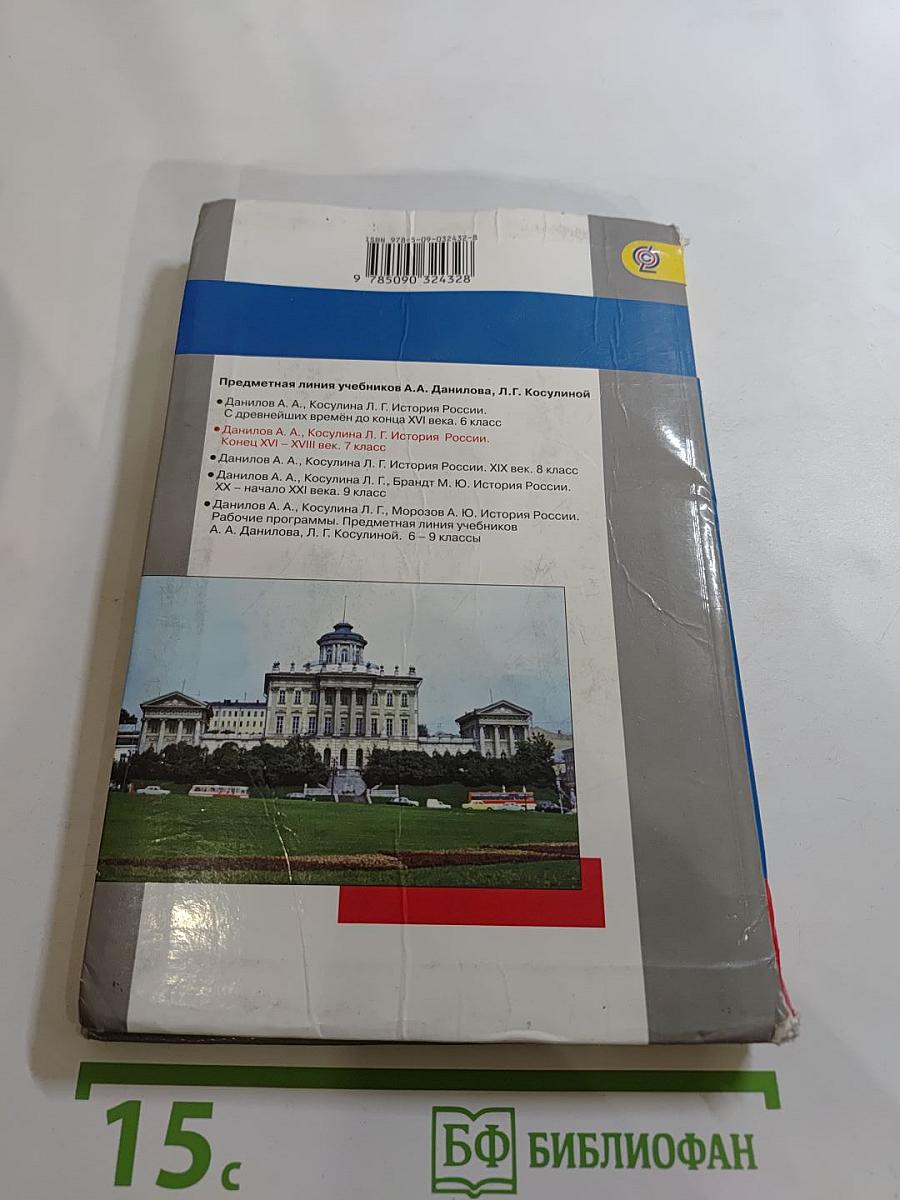 ISBN 978-5-09-032432-8
9 785090 324328
Предметная линия учебников А.А. Данилова, Л.Г. Косулиной
• Данилов А. А., Косулина Л. Г. История России.
С древнейших времён до конца XVI века. 6 класс
• Данилов А. А., Косулина Л. Г. История России.
Конец XVI – XVIII век. 7 класс
• Данилов А. А., Косулина Л. Г. История России. XIX век. 8 класс
• Данилов А. А., Косулина Л. Г., Брандт М. Ю. История России.
XX – начало XXI века. 9 класс
• Данилов А. А., Косулина Л. Г., Морозов А. Ю. История России.
Рабочие программы. Предметная линия учебников
А. А. Данилова, Л. Г. Косулиной. 6 – 9 классы
15 с
БФ БИБЛИОФАН